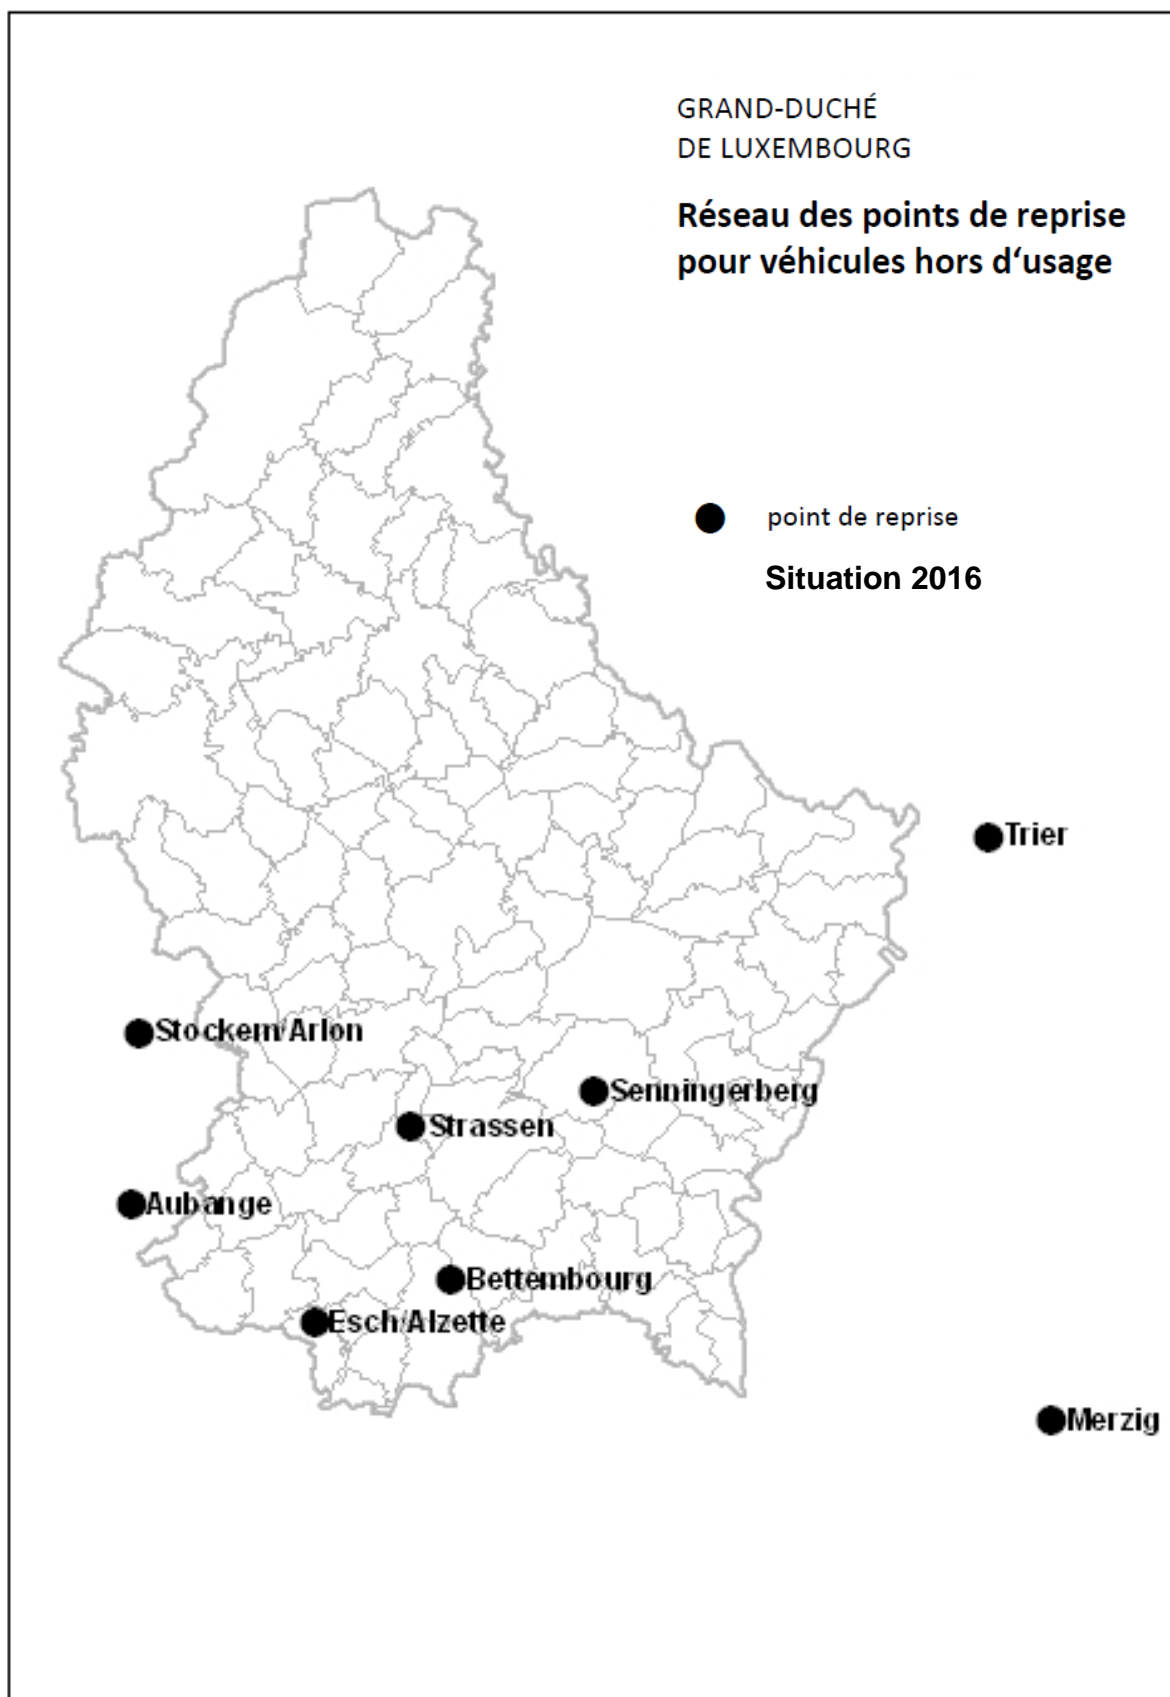 GRAND-DUCHÉ
DE LUXEMBOURG
Réseau des points de reprise
pour véhicules hors d‘usage
point de reprise
Situation 2016
Trier
Stockem/Arlon
Senningerberg
Strassen
Aubange
Bettembourg
Esch/Alzette
Merzig